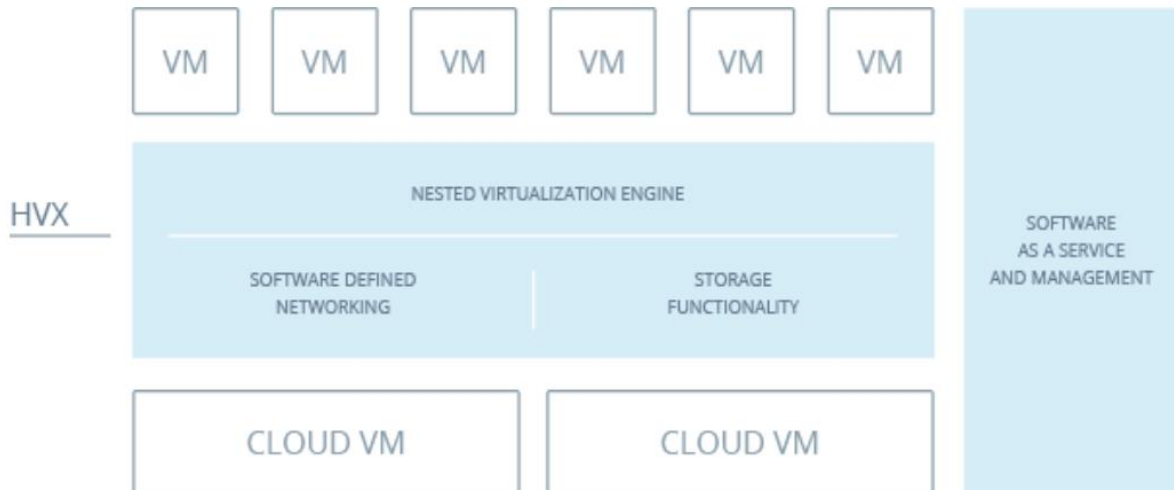 VM
VM
VM
VM
VM
VM
HVX
NESTED VIRTUALIZATION ENGINE
SOFTWARE DEFINED
NETWORKING
STORAGE
FUNCTIONALITY
SOFTWARE
AS A SERVICE
AND MANAGEMENT
CLOUD VM
CLOUD VM